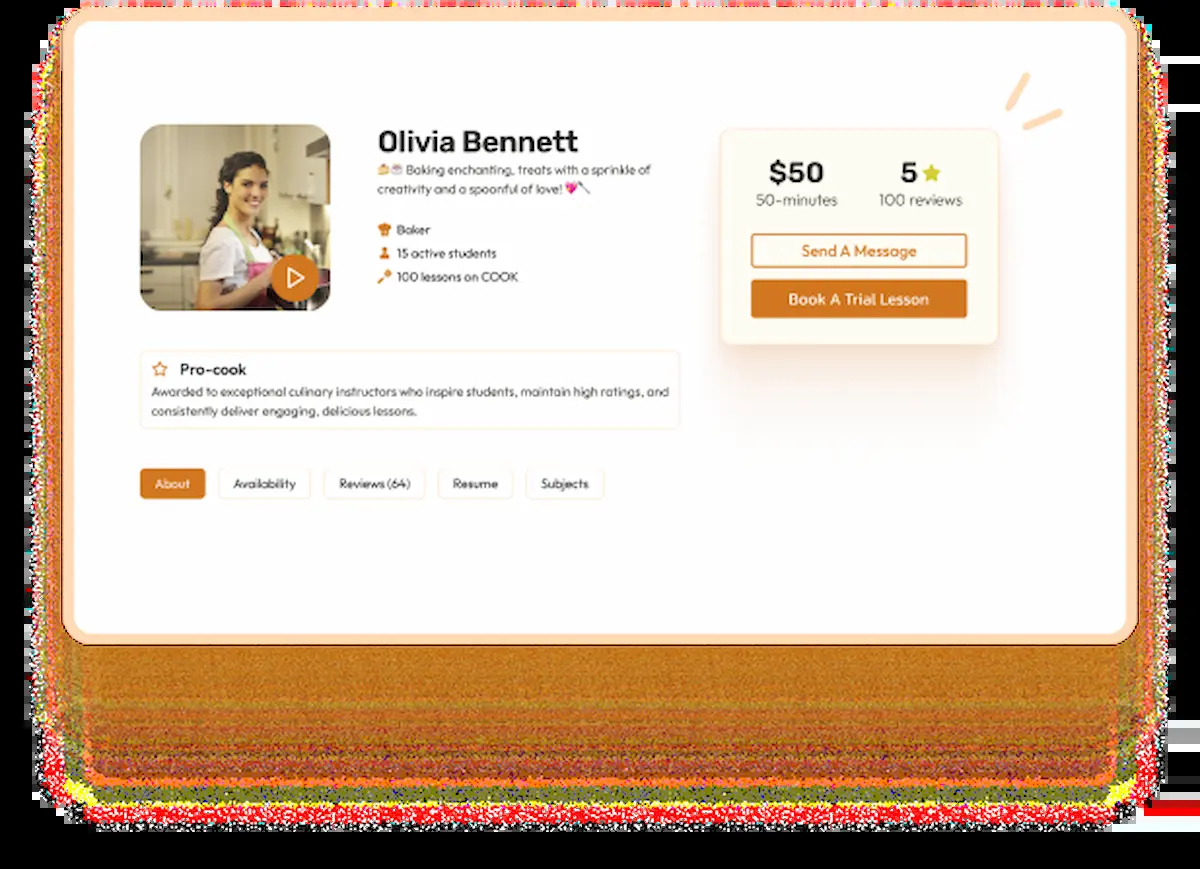 Olivia Bennett
Baking enchanting, treats with a sprinkle of
creativity and a spoonful of love!
Baker
15 active students
100 lessons on COOK
$50
50-minutes
5
100 reviews
Send A Message
Book A Trial Lesson
Pro-cook
Awarded to exceptional culinary instructors who inspire students, maintain high ratings, and
consistently deliver engaging, delicious lessons.
About
Availability
Reviews (64)
Resume
Subjects